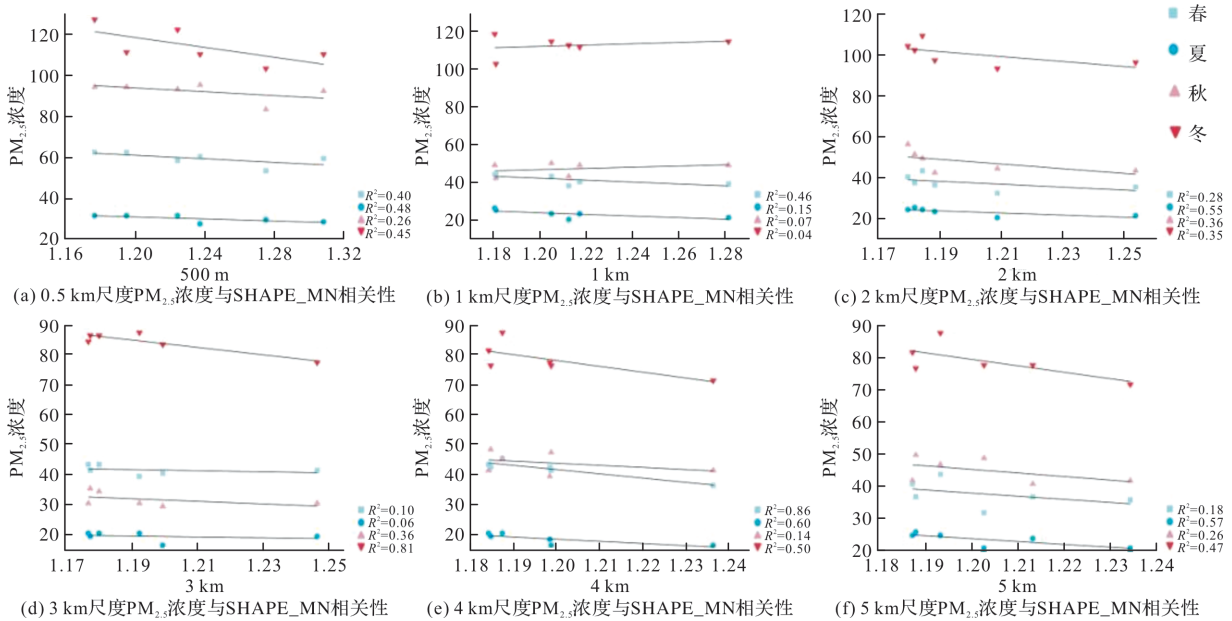 120
100
80
60
40
20
PM2.5浓度
1.16 1.20 1.24 1.28 1.32
500 m
R²=0.40
R²=0.48
R²=0.26
R²=0.45
(a) 0.5 km尺度PM2.5浓度与SHAPE_MN相关性
120
100
80
60
40
20
PM2.5浓度
1.16 1.18 1.20 1.22 1.24 1.26 1.28
1 km
R²=0.46
R²=0.15
R²=0.07
R²=0.04
(b) 1 km尺度PM2.5浓度与SHAPE_MN相关性
120
100
80
60
40
20
PM2.5浓度
1.17 1.19 1.21 1.23 1.25
2 km
春
夏
秋
冬
R²=0.28
R²=0.55
R²=0.36
R²=0.35
(c) 2 km尺度PM2.5浓度与SHAPE_MN相关性
90
80
70
60
50
40
30
20
PM2.5浓度
1.17 1.19 1.21 1.23 1.25
3 km
R²=0.10
R²=0.06
R²=0.36
R²=0.81
(d) 3 km尺度PM2.5浓度与SHAPE_MN相关性
90
80
70
60
50
40
30
20
PM2.5浓度
1.18 1.19 1.20 1.21 1.22 1.23 1.24
4 km
R²=0.86
R²=0.60
R²=0.14
R²=0.50
(e) 4 km尺度PM2.5浓度与SHAPE_MN相关性
90
80
70
60
50
40
30
20
PM2.5浓度
1.18 1.19 1.20 1.21 1.22 1.23 1.24
5 km
R²=0.18
R²=0.57
R²=0.26
R²=0.47
(f) 5 km尺度PM2.5浓度与SHAPE_MN相关性